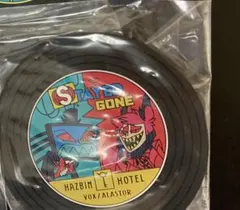 STAYED
GONE
HAZBIN HOTEL
VOX/ALASTOR